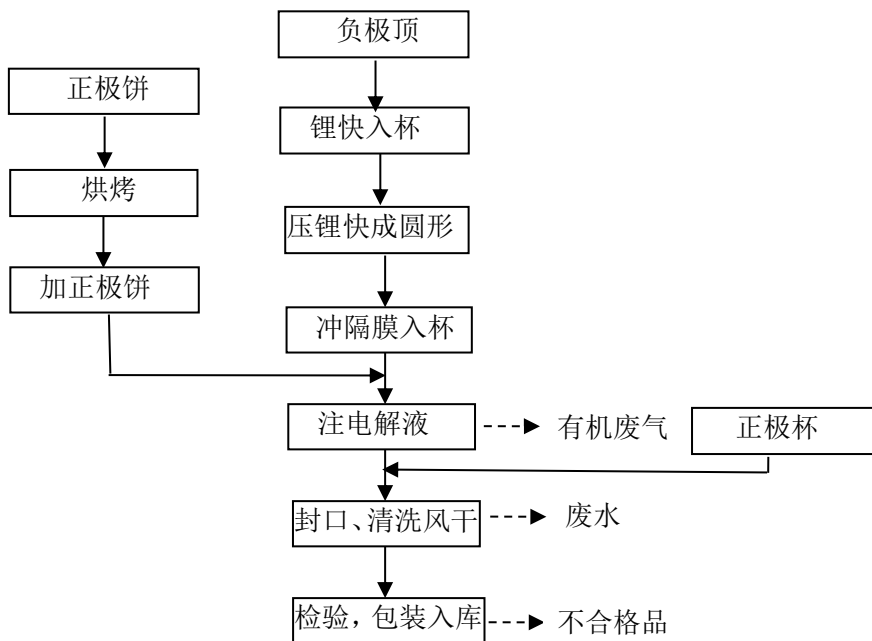 负极顶
正极饼
锂快入杯
烘烤
压锂快成圆形
加正极饼
冲隔膜入杯
注电解液
有机废气
正极杯
封口、清洗风干
废水
检验，包装入库
不合格品